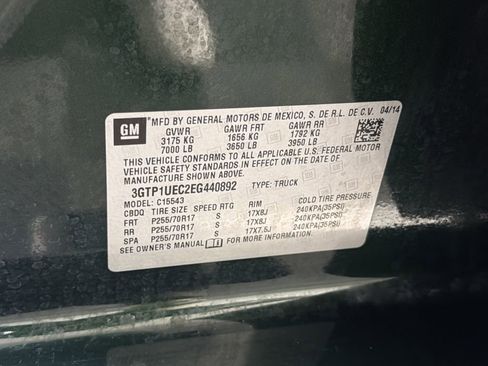 GM
MFD BY GENERAL MOTORS DE MEXICO, S. DE R.L. DE C.V. 04/14
GVWR GAWR FRT GAWR RR
3175 KG 1656 KG 1792 KG
7000 LB 3650 LB 3950 LB
THIS VEHICLE CONFORMS TO ALL APPLICABLE U.S. FEDERAL MOTOR
VEHICLE SAFETY STANDARDS IN EFFECT ON THE DATE OF
MANUFACTURE SHOWN ABOVE.
3GTP1UEC2EG440892 TYPE: TRUCK
MODEL: C15543
CBDQ TIRE SIZE SPEED RTG RIM COLD TIRE PRESSURE
FRT P255/70R17 S 17X8J 240KPA(35PSI)
RR P255/70R17 S 17X8J 240KPA(35PSI)
SPA P255/70R17 S 17X7.5J 240KPA(35PSI)
SEE OWNER'S MANUAL FOR MORE INFORMATION.